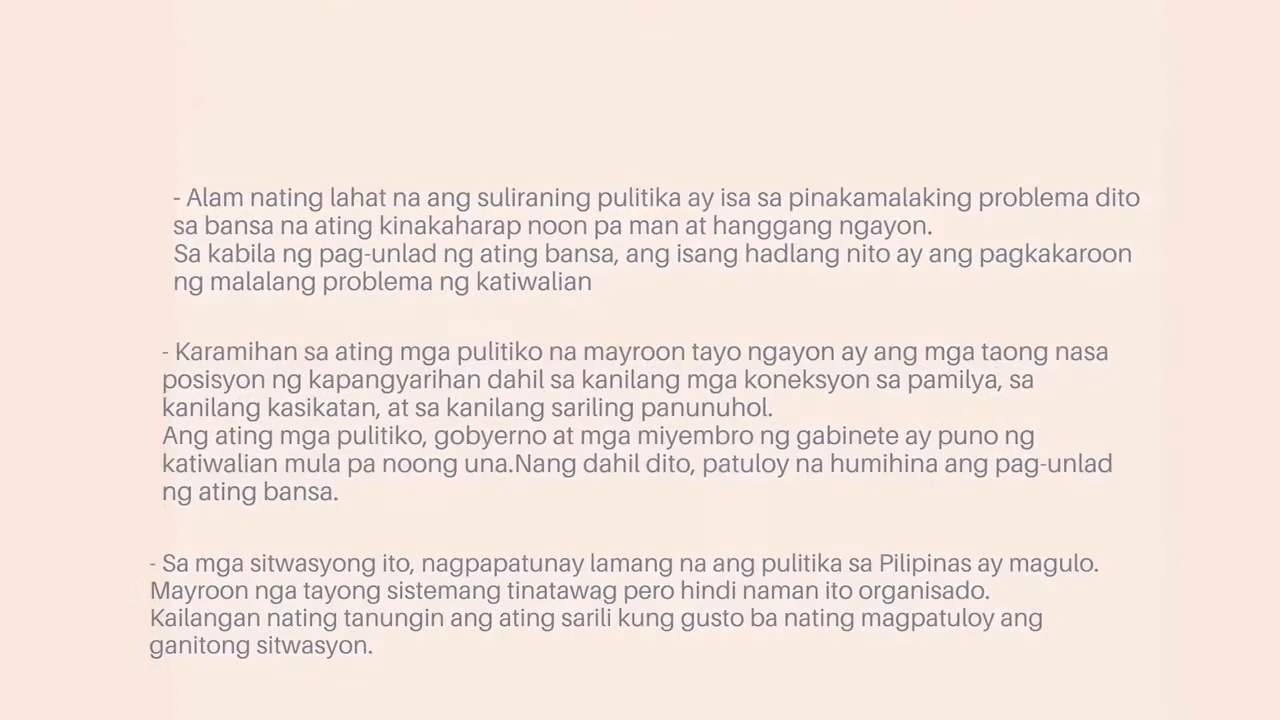 - Alam nating lahat na ang suliraning pulitika ay isa sa pinakamalaking problema dito
sa bansa na ating kinakaharap noon pa man at hanggang ngayon.
Sa kabila ng pag-unlad ng ating bansa, ang isang hadlang nito ay ang pagkakaroon
ng malalang problema ng katiwalian
- Karamihan sa ating mga pulitiko na mayroon tayo ngayon ay ang mga taong nasa
posisyon ng kapangyarihan dahil sa kanilang mga koneksyon sa pamilya, sa
kanilang kasikatan, at sa kanilang sariling panunuhol.
Ang ating mga pulitiko, gobyerno at mga miyembro ng gabinete ay puno ng
katiwalian mula pa noong una.Nang dahil dito, patuloy na humihina ang pag-unlad
ng ating bansa.
- Sa mga sitwasyong ito, nagpapatunay lamang na ang pulitika sa Pilipinas ay magulo.
Mayroon nga tayong sistemang tinatawag pero hindi naman ito organisado.
Kailangan nating tanungin ang ating sarili kung gusto ba nating magpatuloy ang
ganitong sitwasyon.